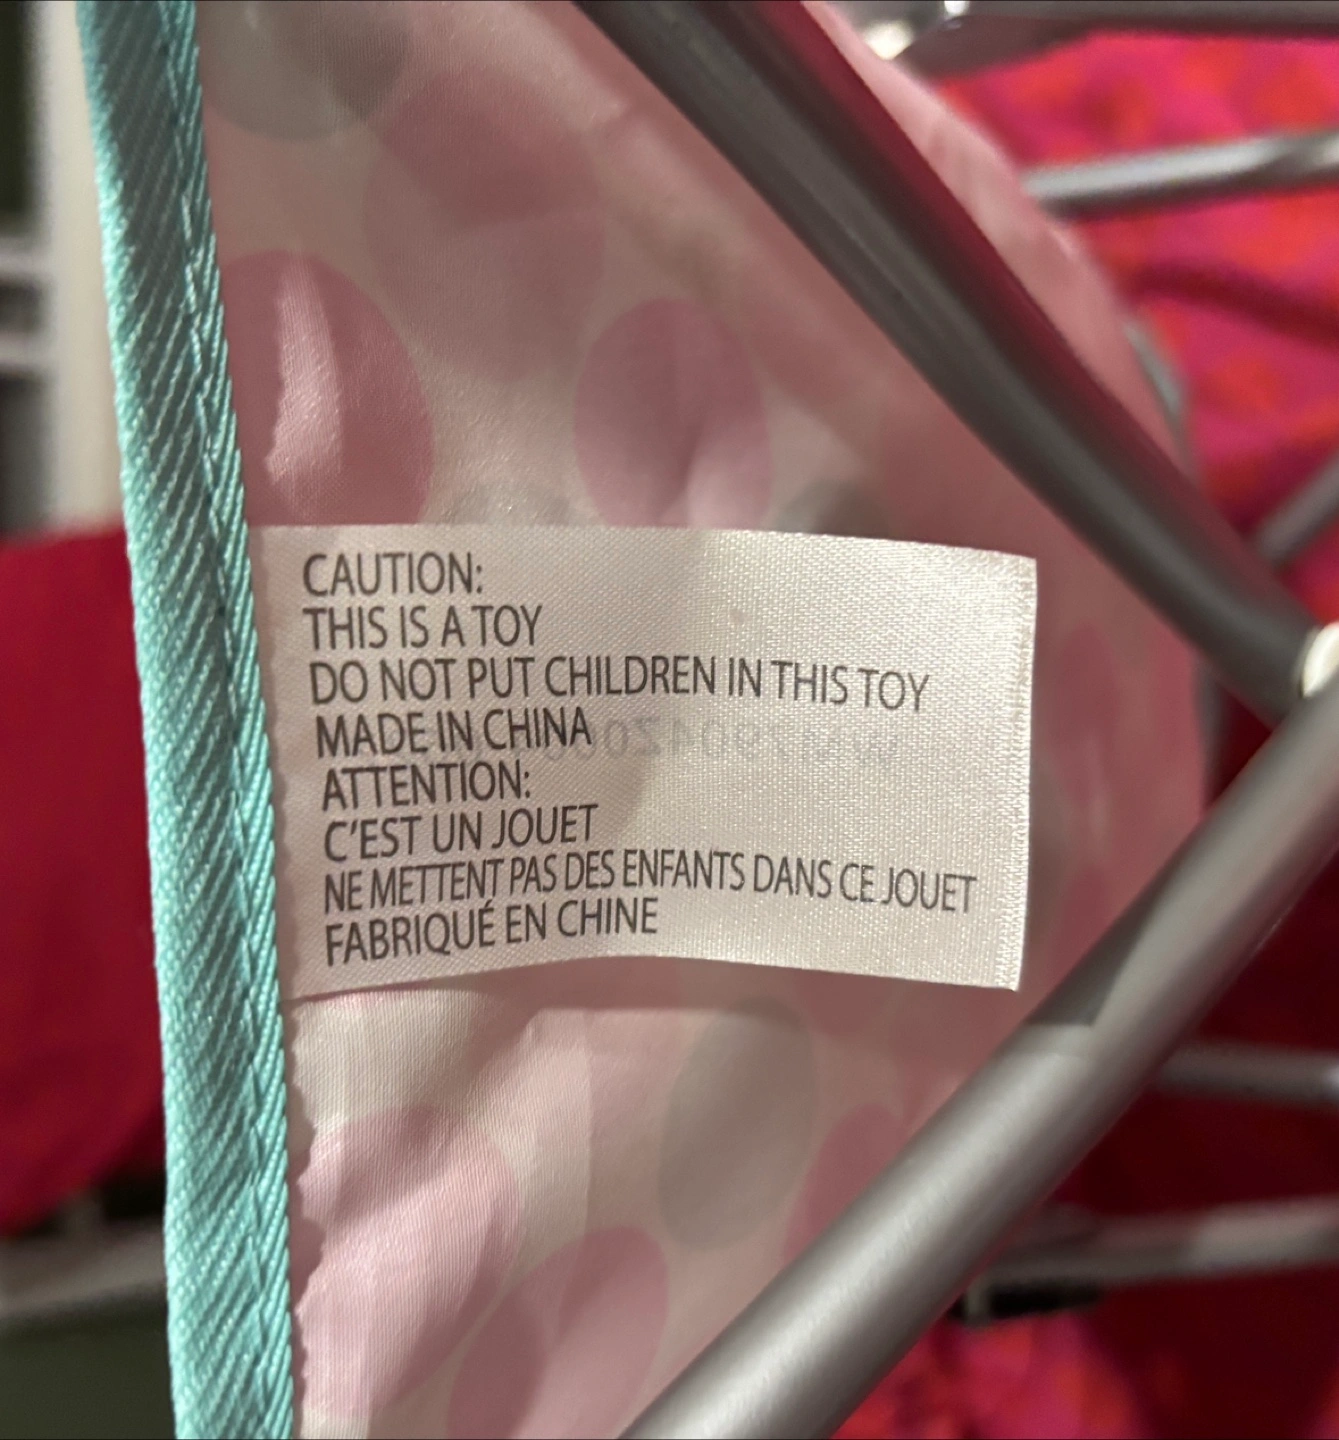 CAUTION:
THIS IS A TOY
DO NOT PUT CHILDREN IN THIS TOY
MADE IN CHINA
ATTENTION:
C'EST UN JOUET
NE METTENT PAS DES ENFANTS DANS CE JOUET
FABRIQUÉ EN CHINE